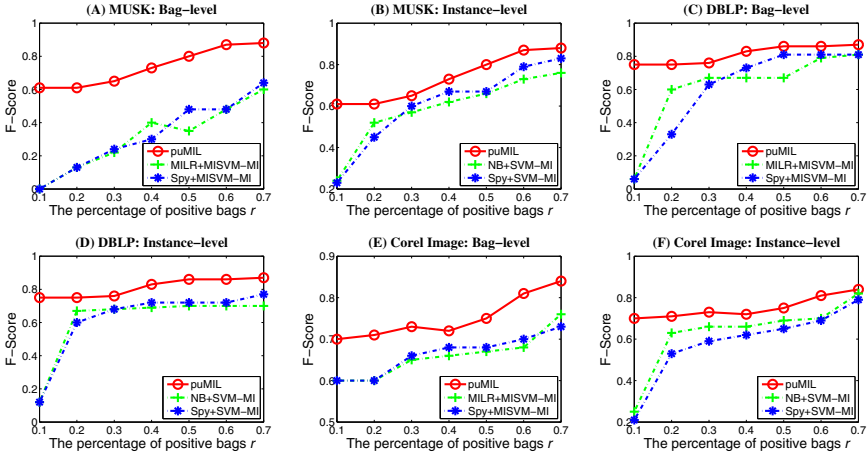 (A) MUSK: Bag-level
F-Score
1
0.8
0.6
0.4
0.2
0
puMIL
MILR+MISVM-MI
Spy+MISVM-MI
0.1 0.2 0.3 0.4 0.5 0.6 0.7
The percentage of positive bags r
(B) MUSK: Instance-level
F-Score
1
0.8
0.6
0.4
0.2
puMIL
NB+SVM-MI
Spy+SVM-MI
0.1 0.2 0.3 0.4 0.5 0.6 0.7
The percentage of positive bags r
(C) DBLP: Bag-level
F-Score
1
0.8
0.6
0.4
0.2
0
puMIL
MILR+MISVM-MI
Spy+MISVM-MI
0.1 0.2 0.3 0.4 0.5 0.6 0.7
The percentage of positive bags r
(D) DBLP: Instance-level
F-Score
1
0.8
0.6
0.4
0.2
0
puMIL
NB+SVM-MI
Spy+SVM-MI
0.1 0.2 0.3 0.4 0.5 0.6 0.7
The percentage of positive bags r
(E) Corel Image: Bag-level
F-Score
0.9
0.8
0.7
0.6
0.5
puMIL
MILR+MISVM-MI
Spy+MISVM-MI
0.1 0.2 0.3 0.4 0.5 0.6 0.7
The percentage of positive bags r
(F) Corel Image: Instance-level
F-Score
1
0.8
0.6
0.4
0.2
puMIL
NB+SVM-MI
Spy+SVM-MI
0.1 0.2 0.3 0.4 0.5 0.6 0.7
The percentage of positive bags r